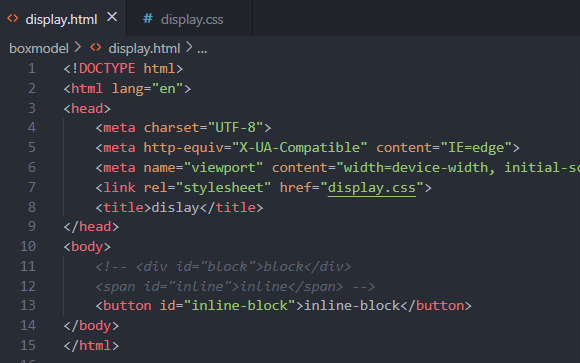 display.html × # display.css
boxmodel > display.html > ...
1 <!DOCTYPE html>
2 <html lang="en">
3 <head>
4 <meta charset="UTF-8">
5 <meta http-equiv="X-UA-Compatible" content="IE=edge">
6 <meta name="viewport" content="width=device-width, initial-sc
7 <link rel="stylesheet" href="display.css">
8 <title>dislay</title>
9 </head>
10 <body>
11 <!-- <div id="block">block</div>
12 <span id="inline">inline</span> -->
13 <button id="inline-block">inline-block</button>
14 </body>
15 </html>
16